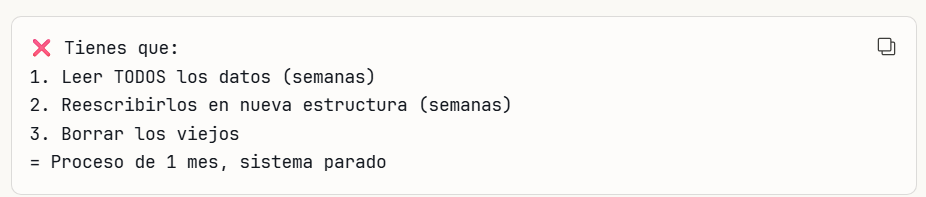 ❌ Tienes que:
1. Leer TODOS los datos (semanas)
2. Reescribirlos en nueva estructura (semanas)
3. Borrar los viejos
= Proceso de 1 mes, sistema parado